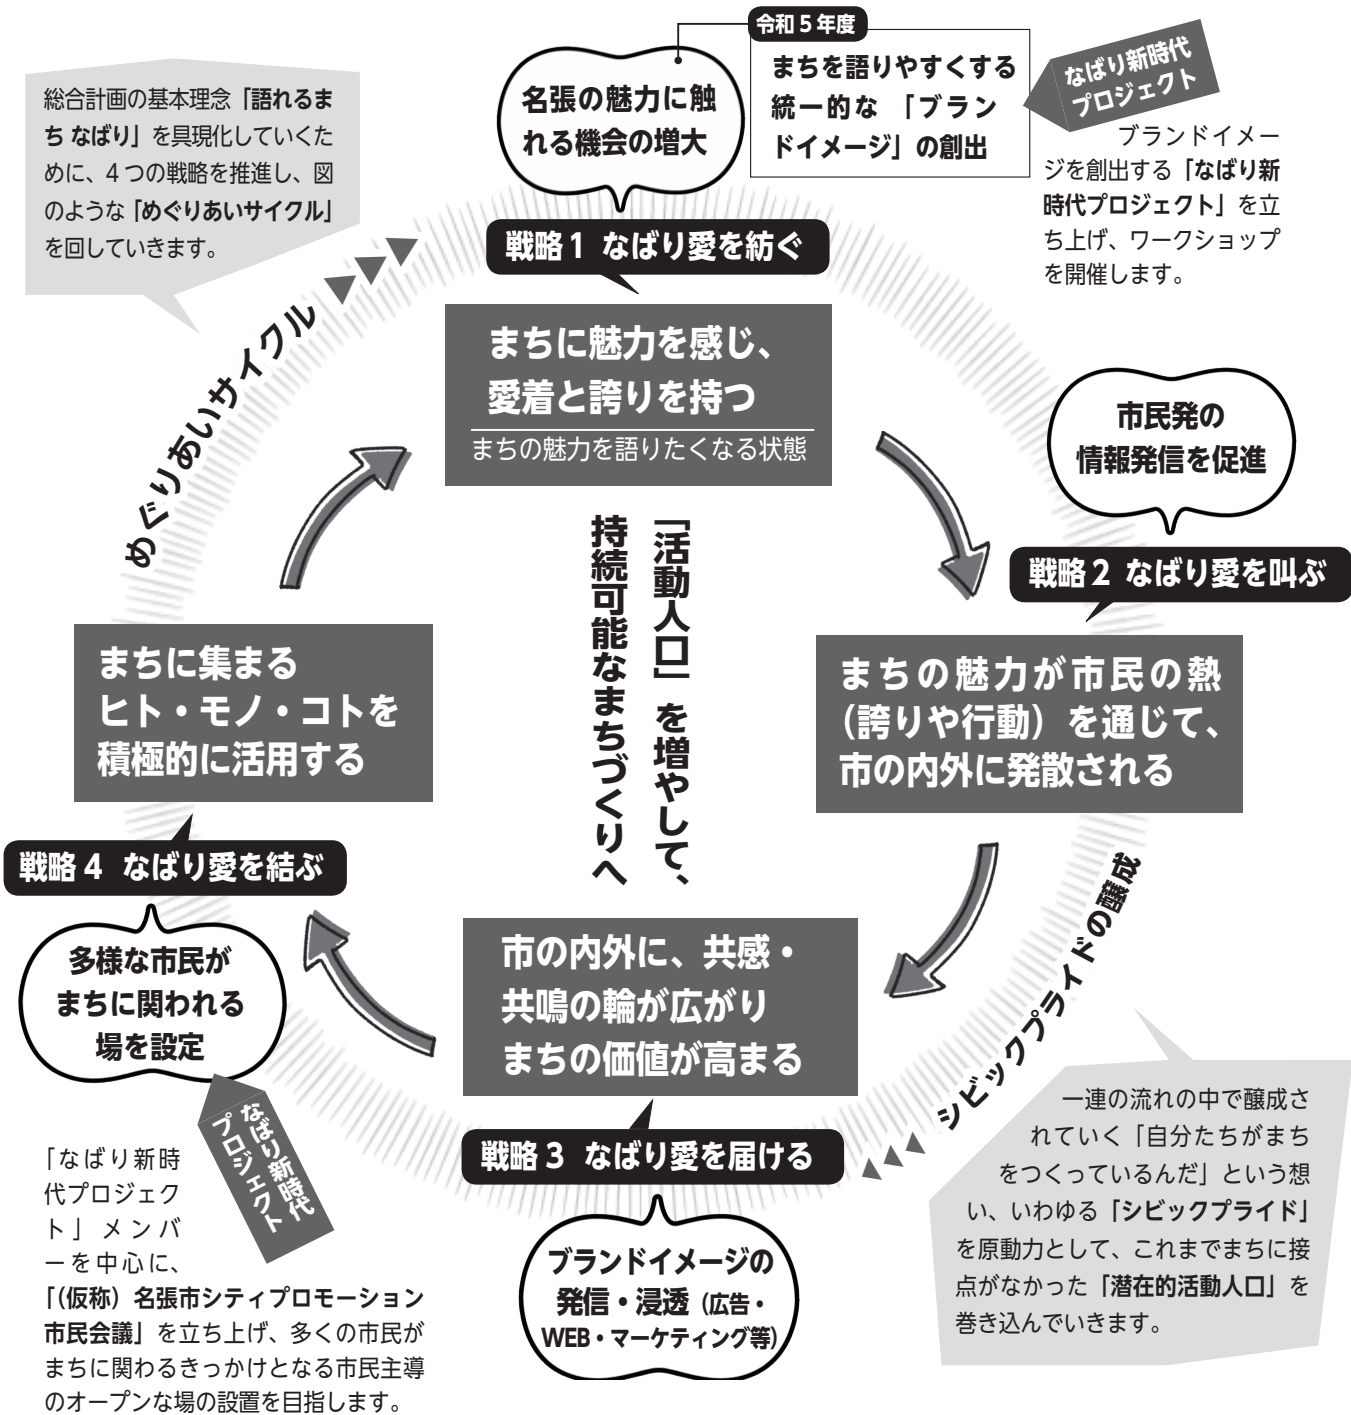 総合計画の基本理念「語れるま
ち なばり」を具現化していくた
めに、4つの戦略を推進し、図
のような「めぐりあいサイクル」
を回していきます。
名張の魅力に触
れる機会の増大
令和5年度
まちを語りやすくする
統一的な「ブラン
ドイメージ」の創出
なばり新時代
プロジェクト
ブランドイメー
ジを創出する「なばり新
時代プロジェクト」を立
ち上げ、ワークショップ
を開催します。
戦略1 なばり愛を紡ぐ
まちに魅力を感じ、
愛着と誇りを持つ
まちの魅力を語りたくなる状態
めぐりあいサイクル
市民発の
情報発信を促進
戦略2 なばり愛を叫ぶ
まちの魅力が市民の熱
(誇りや行動)を通じて、
市の内外に発散される
「活動人口」を増やして、
持続可能なまちづくりへ
まちに集まる
ヒト・モノ・コトを
積極的に活用する
戦略4 なばり愛を結ぶ
多様な市民が
まちに関われる
場を設定
市の内外に、共感・
共鳴の輪が広がり
まちの価値が高まる
シビックプライドの醸成
戦略3 なばり愛を届ける
ブランドイメージの
発信・浸透(広告・
WEB・マーケティング等)
一連の流れの中で醸成さ
れていく「自分たちがまち
をつくっているんだ」という想
い、いわゆる「シビックプライド」
を原動力として、これまでまちに接
点がなかった「潜在的活動人口」を
巻き込んでいきます。
なばり新時代
プロジェクト
「なばり新時
代プロジェク
ト」メンバ
ーを中心に、
「(仮称)名張市シティプロモーション
市民会議」を立ち上げ、多くの市民が
まちに関わるきっかけとなる市民主導
のオープンな場の設置を目指します。